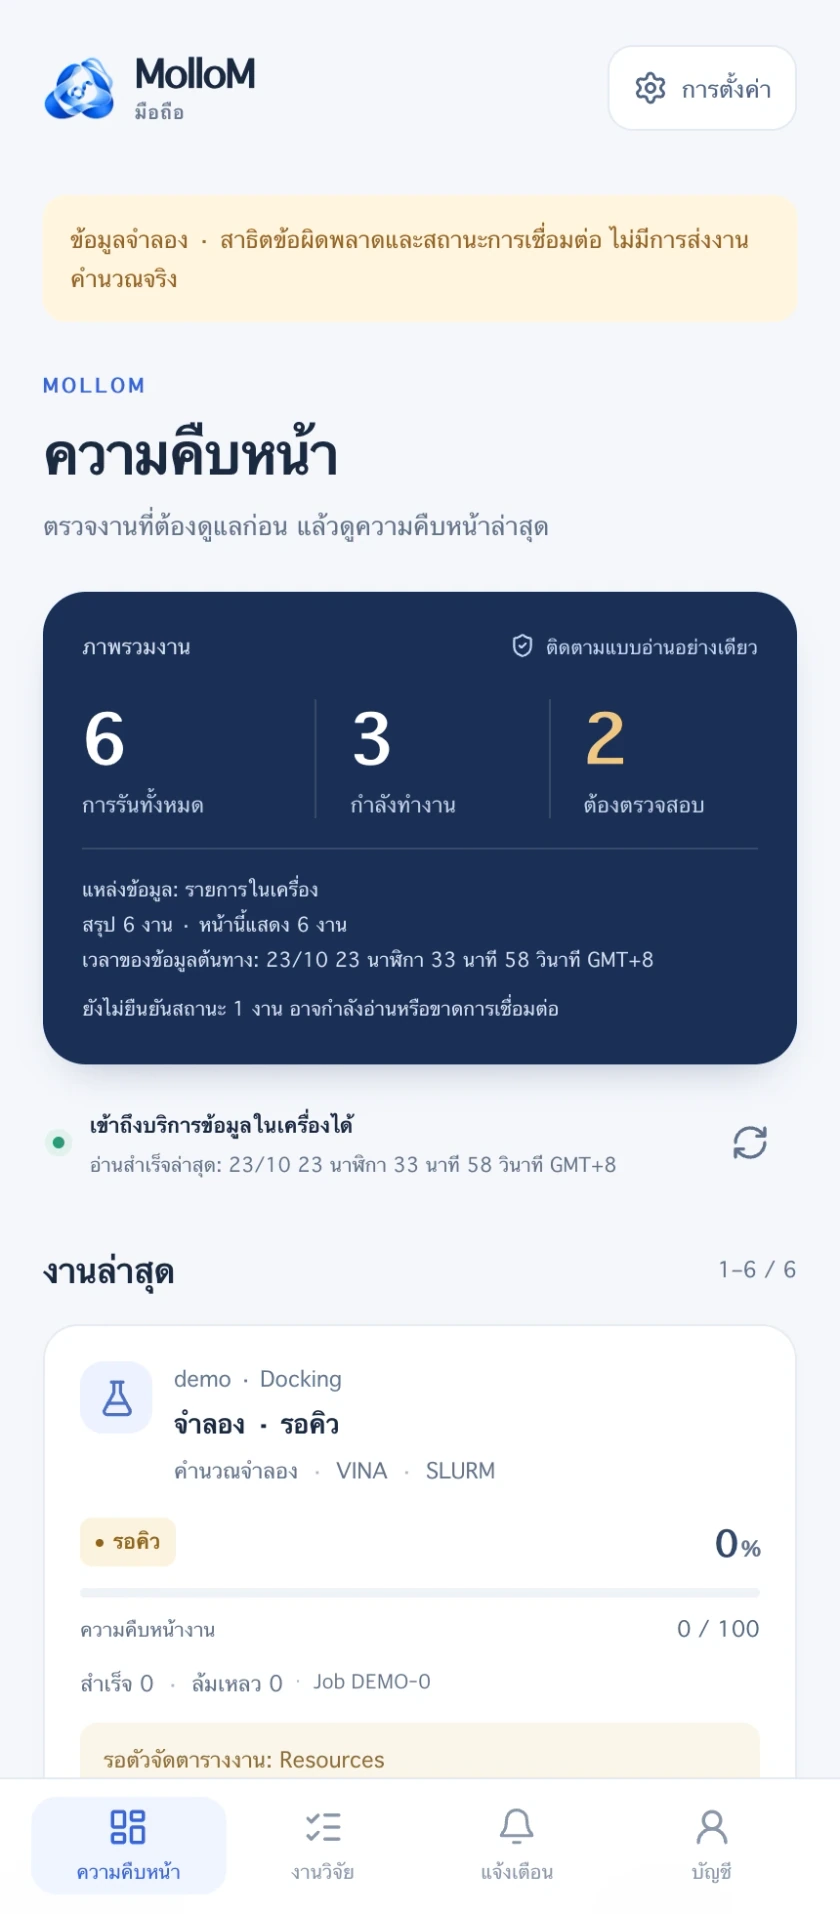 MolloM
มือถือ
การตั้งค่า
ข้อมูลจำลอง · สาธิตข้อผิดพลาดและสถานะการเชื่อมต่อ ไม่มีการส่งงาน
คำนวณจริง
MOLLOM
ความคืบหน้า
ตรวจงานที่ต้องดูแลก่อน แล้วดูความคืบหน้าล่าสุด
ภาพรวมงาน
ติดตามแบบอ่านอย่างเดียว
6
3
2
การรันทั้งหมด
กำลังทำงาน
ต้องตรวจสอบ
แหล่งข้อมูล: รายการในเครื่อง
สรุป 6 งาน · หน้านี้แสดง 6 งาน
เวลาของข้อมูลต้นทาง: 23/10 23 นาฬิกา 33 นาที 58 วินาที GMT+8
ยังไม่ยืนยันสถานะ 1 งาน อาจกำลังอ่านหรือขาดการเชื่อมต่อ
เข้าถึงบริการข้อมูลในเครื่องได้
อ่านสำเร็จล่าสุด: 23/10 23 นาฬิกา 33 นาที 58 วินาที GMT+8
งานล่าสุด
1–6 / 6
demo · Docking
จำลอง · รอคิว
คำนวณจำลอง · VINA · SLURM
• รอคิว
0%
ความคืบหน้างาน
0 / 100
สำเร็จ 0 · ล้มเหลว 0 · Job DEMO-0
รอตัวจัดตารางงาน: Resources
ความคืบหน้า
งานวิจัย
แจ้งเตือน
บัญชี